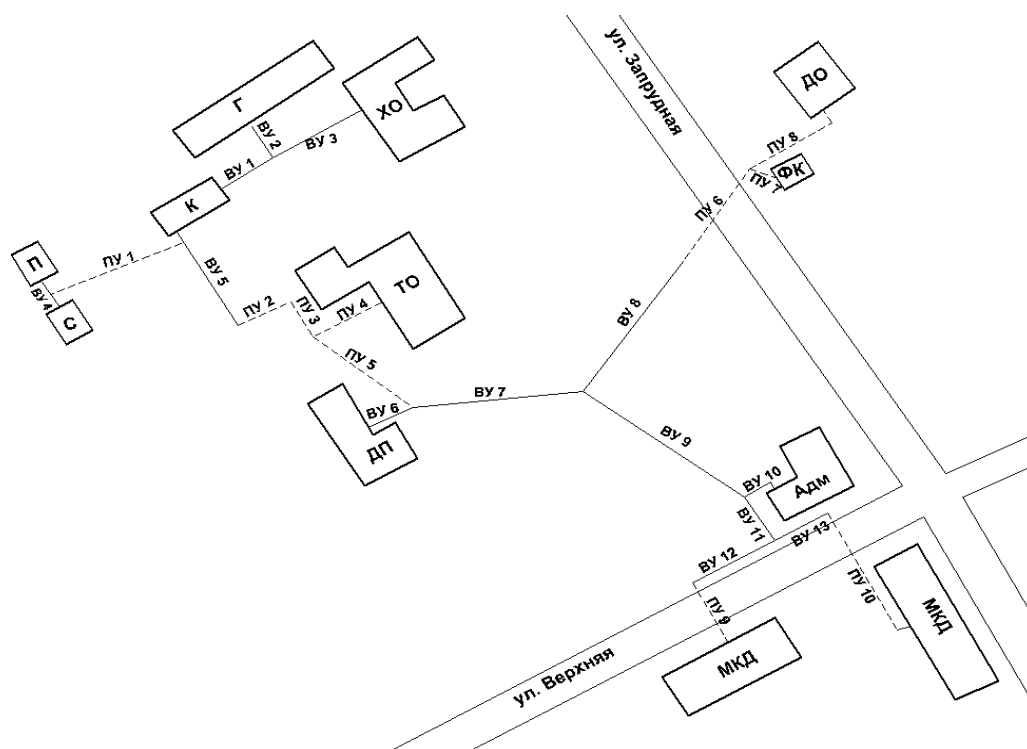 ул. Запрудная
ДО
Г
ХО
ВУ 2
ВУ 3
ПУ 8
ВУ 1
ФК
ПУ 7
К
ПУ 6
П
ПУ 1
ВУ 5
ВУ 4
С
ТО
ПУ 2
ПУ 3
ПУ 4
ВУ 8
ПУ 5
ВУ 7
ВУ 6
ДП
ВУ 9
ВУ 10
Адм
ВУ 11
ВУ 13
ВУ 12
ПУ 10
ПУ 9
МКД
МКД
ул. Верхняя